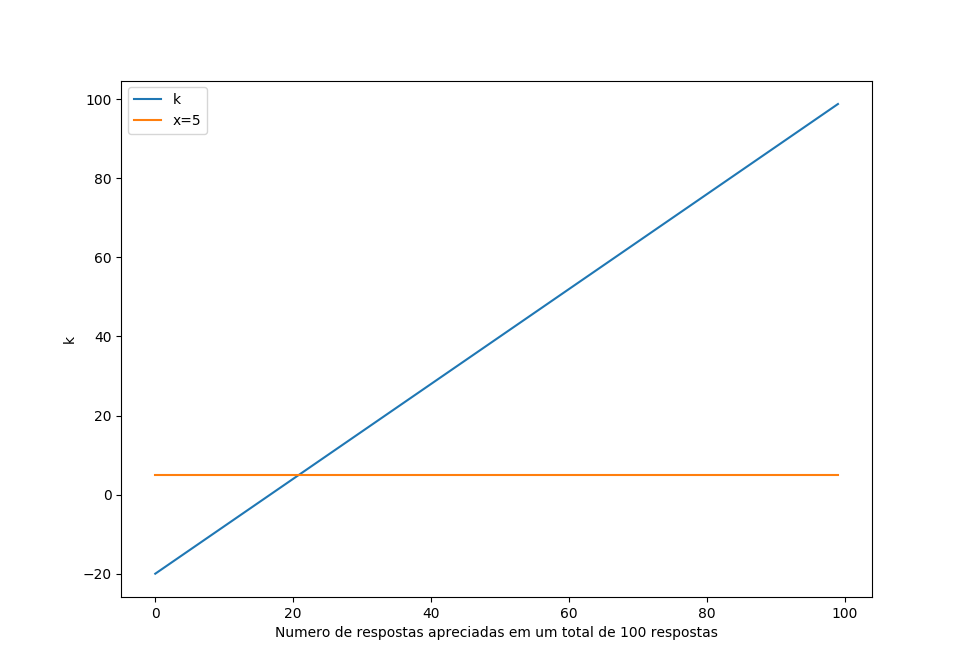 k
x=5
100
80
60
40
20
0
−20
k
0 20 40 60 80 100
Numero de respostas apreciadas em um total de 100 respostas